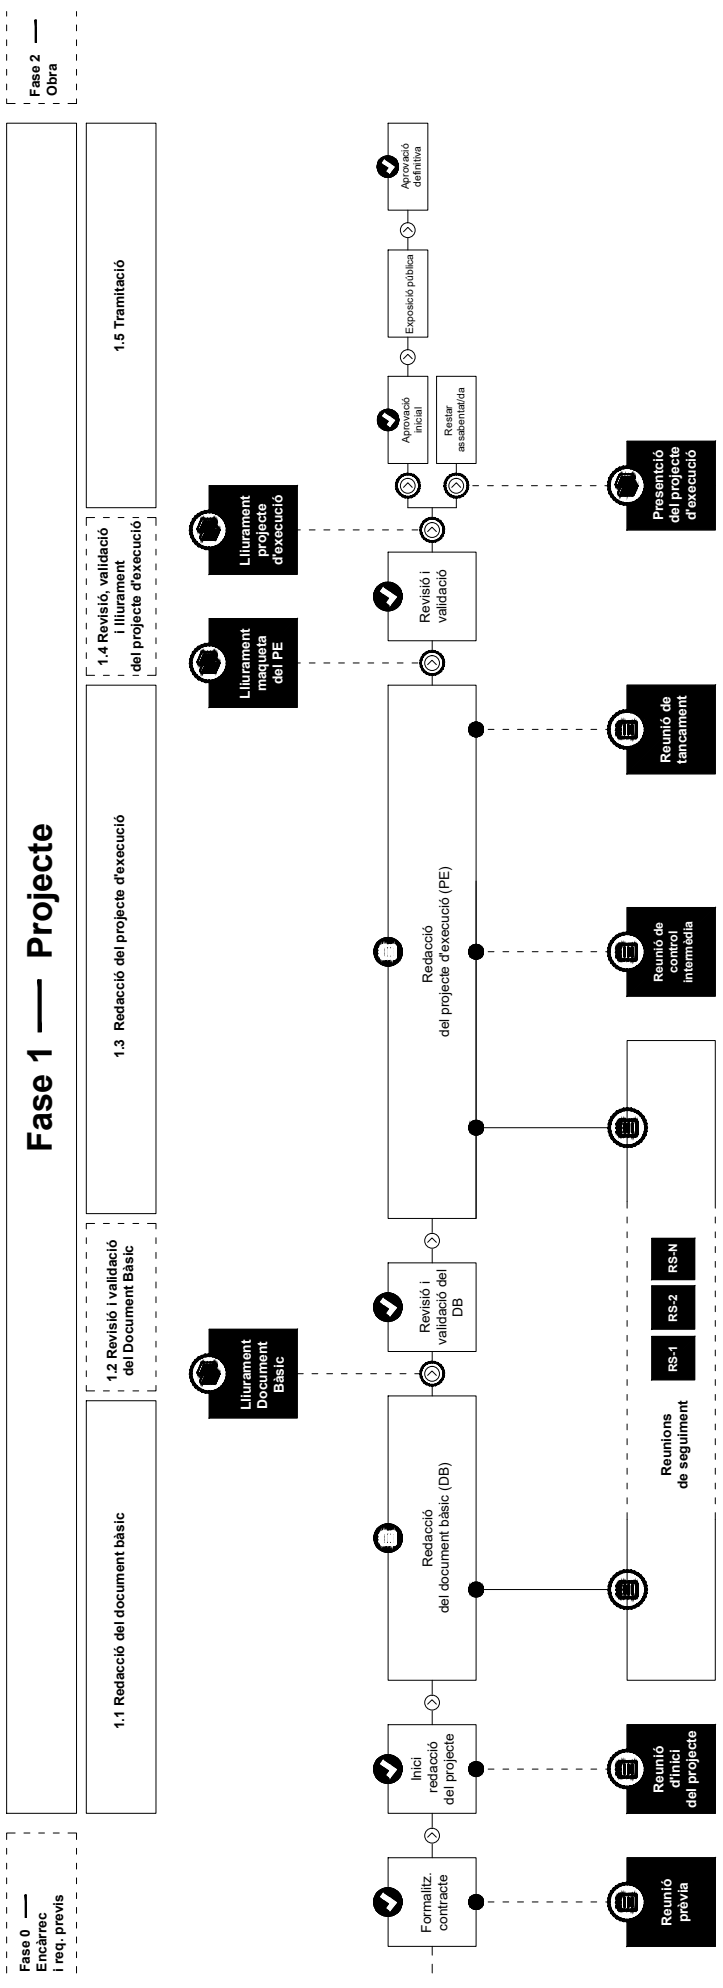 Fase 0 —
Encàrrec
i req. previs
Fase 1 — Projecte
Fase 2 —
Obra
1.1 Redacció del document bàsic
1.2 Revisió i validació
del Document Bàsic
1.3 Redacció del projecte d'execució
1.4 Revisió, validació
i lliurament
del projecte d'execució
1.5 Tramitació
Lliurament
Document
Bàsic
Lliurament
maqueta
del PE
Lliurament
projecte
d'execució
Formalitz.
contracte
Inici
redacció
del projecte
Redacció
del document bàsic (DB)
Revisió i
validació del
DB
Redacció
del projecte d'execució (PE)
Revisió i
validació
Aprovació
inicial
Restar
assabentat/da
Exposició pública
Aprovació
definitiva
Reunió
prèvia
Reunió
d'inici
del projecte
Reunions
de seguiment
RS-1
RS-2
RS-N
Reunió de
control
intermèdia
Reunió de
tancament
Presentció
del projecte
d'execució